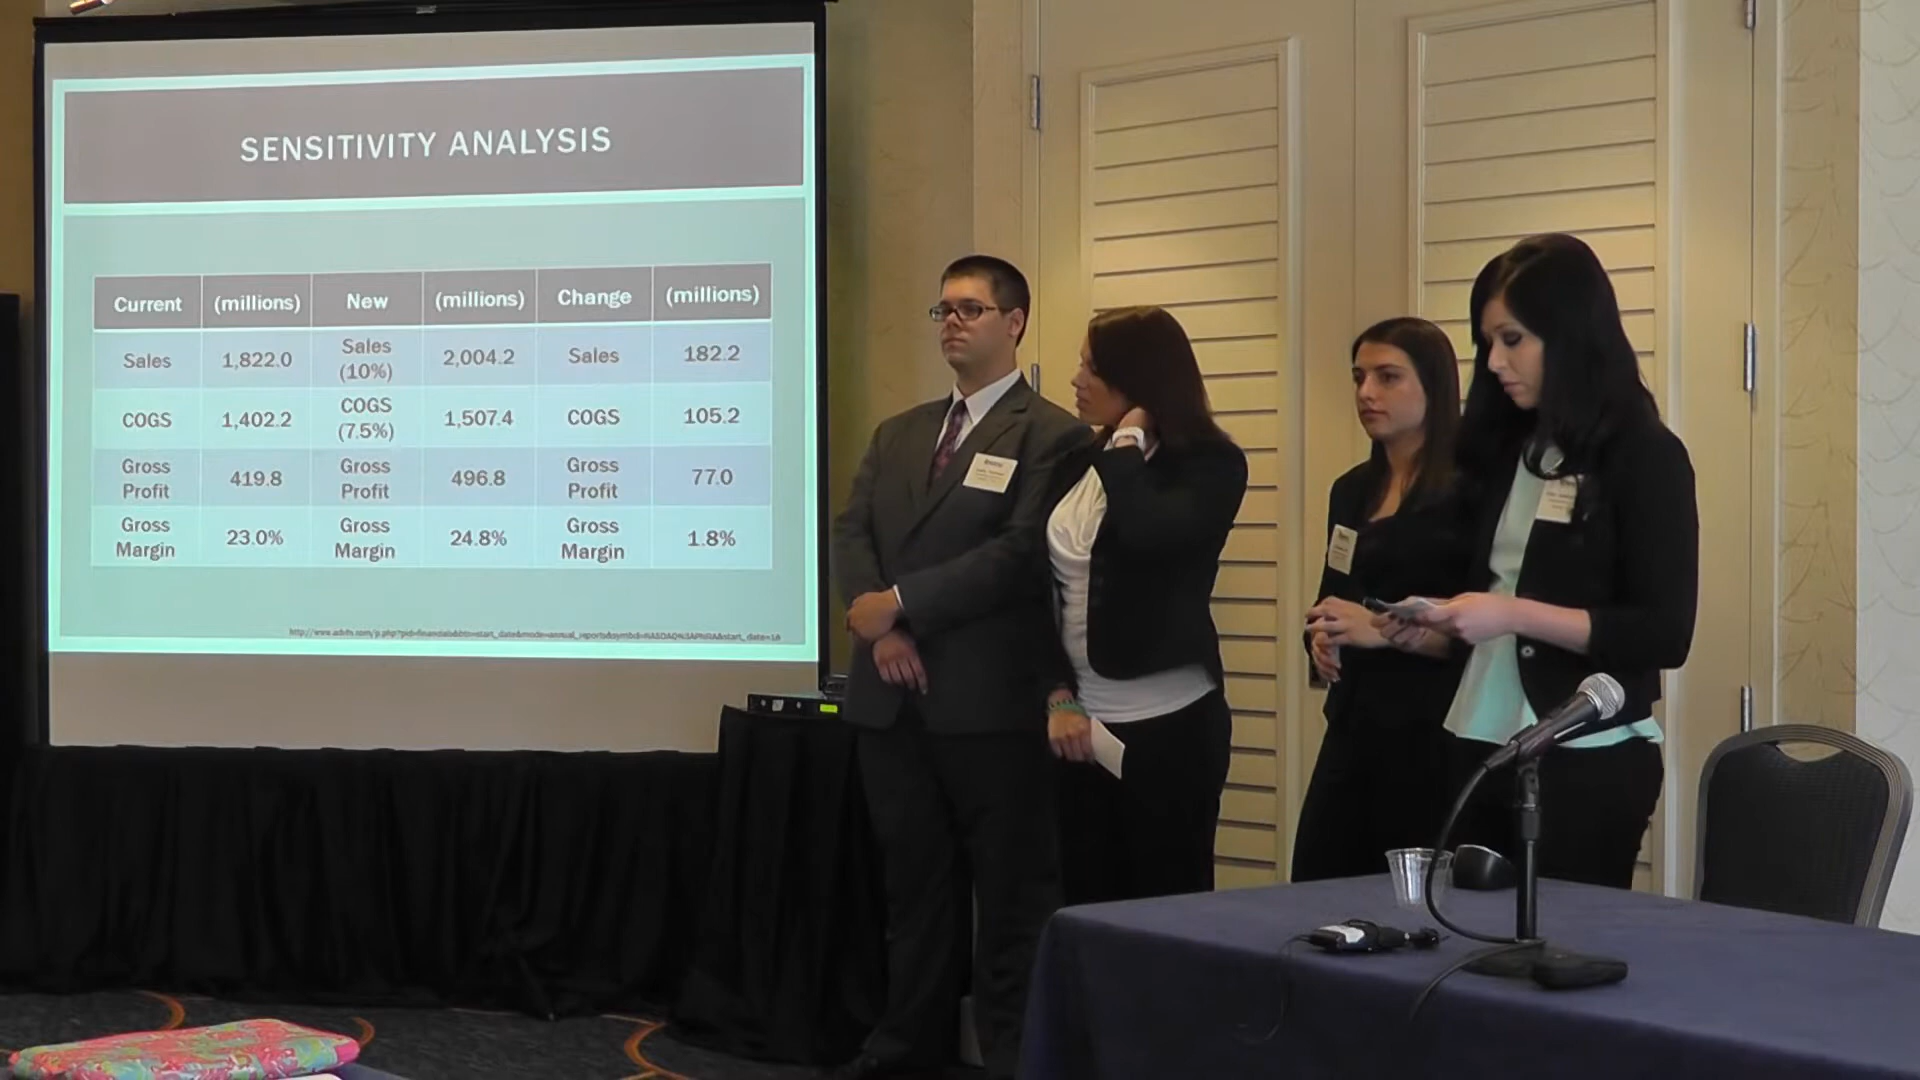 SENSITIVITY ANALYSIS
Current (millions) New (millions) Change (millions)
Sales 1,822.0 Sales (10%) 2,004.2 Sales 182.2
COGS 1,402.2 COGS (7.5%) 1,507.4 COGS 105.2
Gross Profit 419.8 Gross Profit 496.8 Gross Profit 77.0
Gross Margin 23.0% Gross Margin 24.8% Gross Margin 1.8%